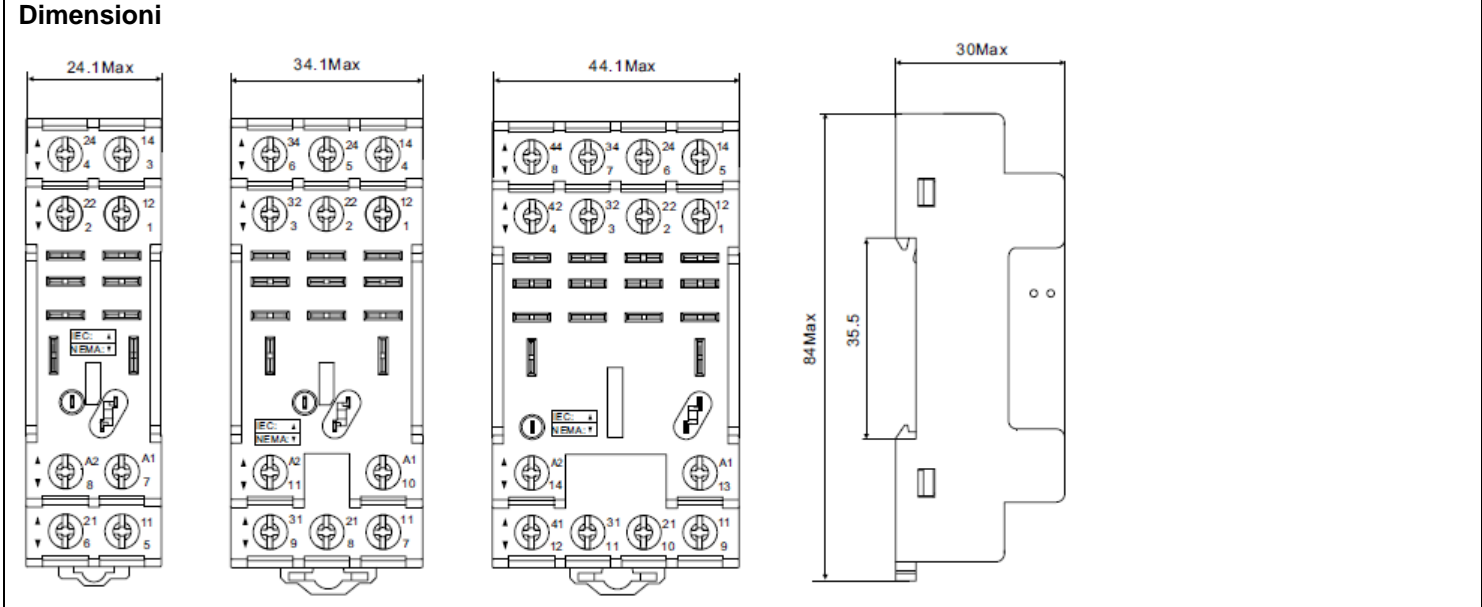 Dimensioni
24.1Max 34.1Max 44.1Max 30Max
24 14 34 24 14 44 34 24 14
4 3 6 5 4 8 7 6 5
22 12 32 22 12 42 32 22 12
2 1 3 2 1 4 3 2 1
84Max
35.5
IEC: ▲
NEMA: ▼
IEC: ▲
NEMA: ▼
IEC: ▲
NEMA: ▼
A2 A1 A2 A1 A2 A1
8 7 11 10 14 13
21 11 31 21 11 41 31 21 11
6 5 9 8 7 12 11 10 9